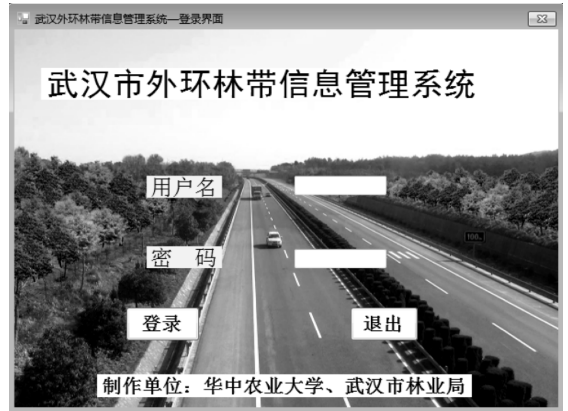 武汉外环林带信息管理系统—登录界面
武汉市外环林带信息管理系统
用户名
密 码
登录 退出
制作单位：华中农业大学、武汉市林业局